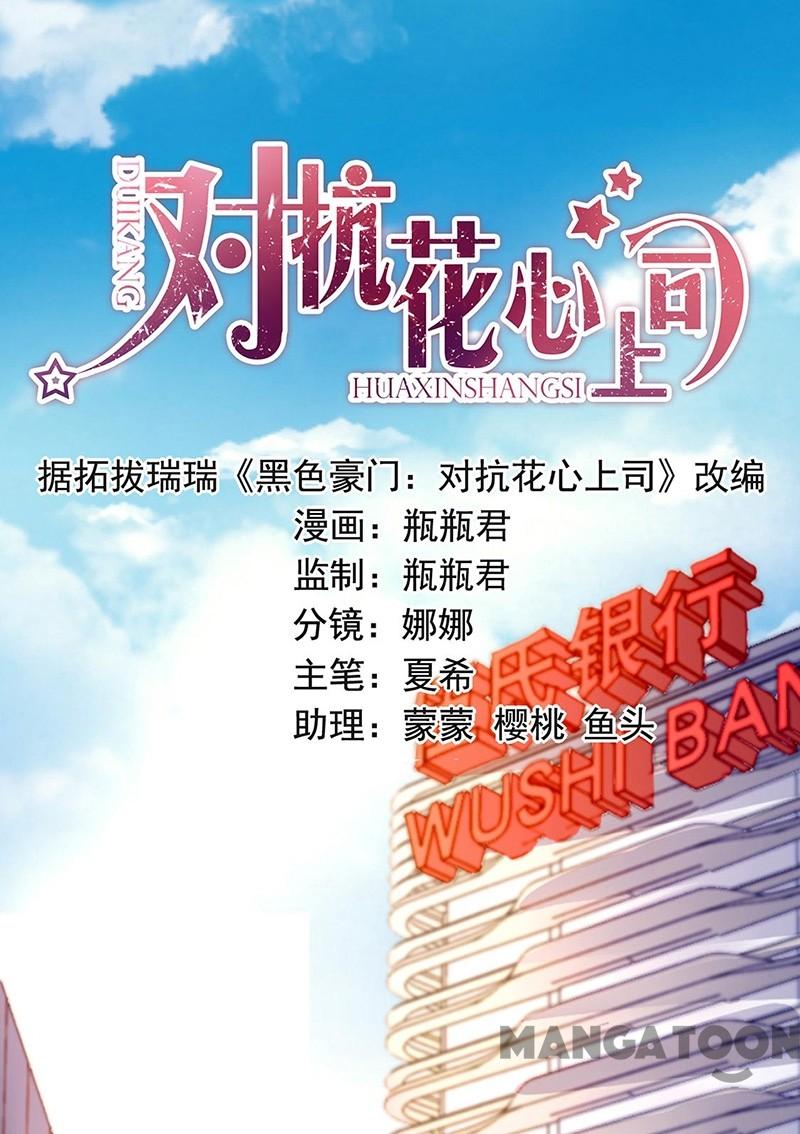 DUIKANG
对抗花心上司
HUAXINSHANGSI
据拓拔瑞瑞《黑色豪门：对抗花心上司》改编
漫画：瓶瓶君
监制：瓶瓶君
分镜：娜娜
主笔：夏希
助理：蒙蒙 樱桃 鱼头
氏银行
WUSHI BAN
MANGATOON